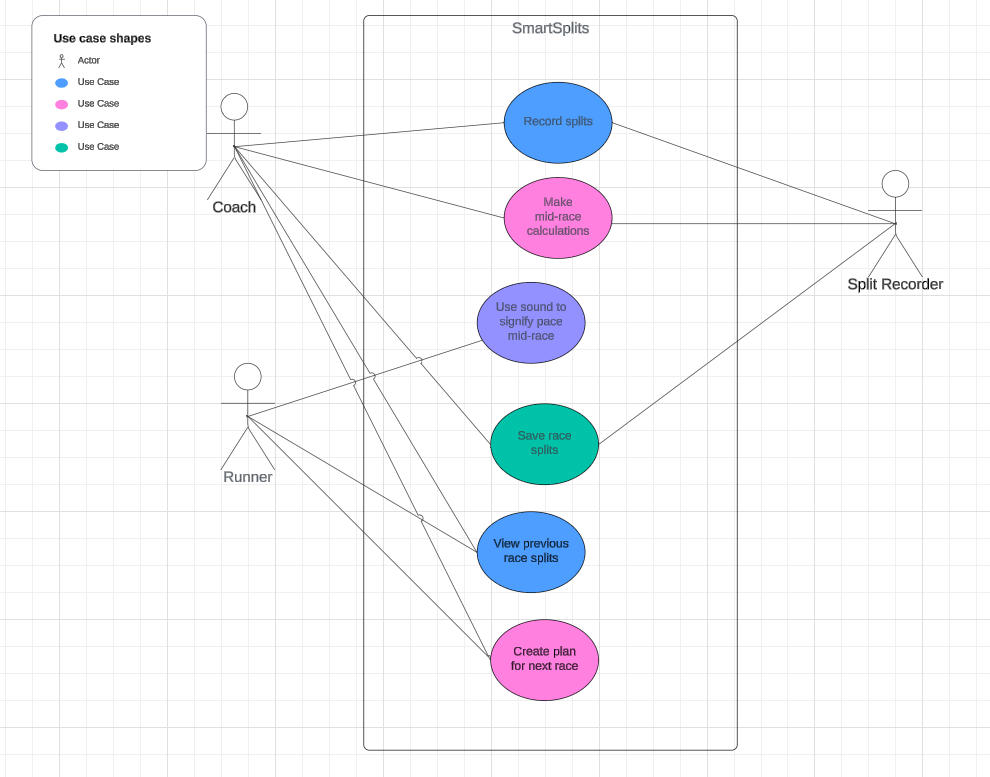 Use case shapes
Actor
Use Case
Use Case
Use Case
Use Case
SmartSplits
Coach
Runner
Split Recorder
Record splits
Make
mid-race
calculations
Use sound to
signify pace
mid-race
Save race
splits
View previous
race splits
Create plan
for next race